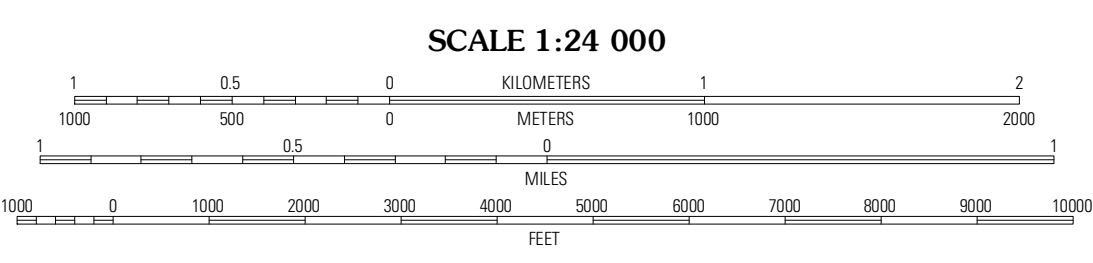 SCALE 1:24 000
1 0.5 0 KILOMETERS 1 2
1000 500 0 METERS 1000 2000
1 0.5 0 1
MILES
1000 0 1000 2000 3000 4000 5000 6000 7000 8000 9000 10000
FEET